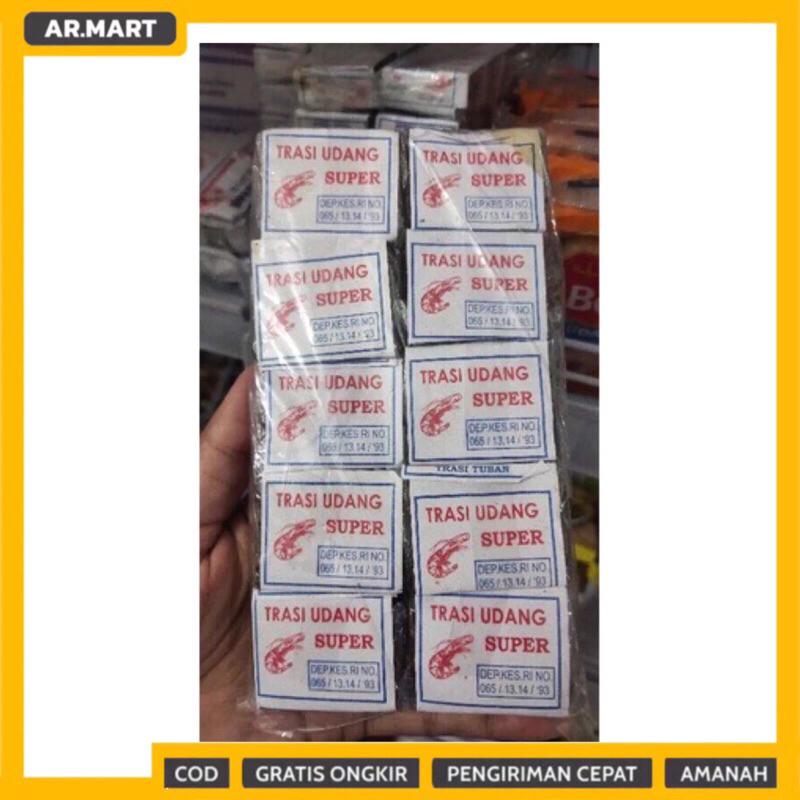 AR.MART
TRASI UDANG
SUPER
DEP.KES.RI NO.
065 / 13.14 / '93
TRASI UDANG
SUPER
DEP.KES.RI NO.
065 / 13.14 / '93
TRASI UDANG
SUPER
DEP.KES.RI NO.
065 / 13.14 / '93
TRASI UDANG
SUPER
DEP.KES.RI NO.
065 / 13.14 / '93
TRASI UDANG
SUPER
DEP.KES.RI NO.
065 / 13.14 / '93
TRASI UDANG
SUPER
DEP.KES.RI NO.
065 / 13.14 / '93
TRASI TUBAN
TRASI UDANG
SUPER
DEP.KES.RI NO.
065 / 13.14 / '93
TRASI UDANG
SUPER
DEP.KES.RI NO.
065 / 13.14 / '93
TRASI UDANG
SUPER
DEP.KES.RI NO.
065 / 13.14 / '93
TRASI UDANG
SUPER
DEP.KES.RI NO.
065 / 13.14 / '93
COD GRATIS ONGKIR PENGIRIMAN CEPAT AMANAH